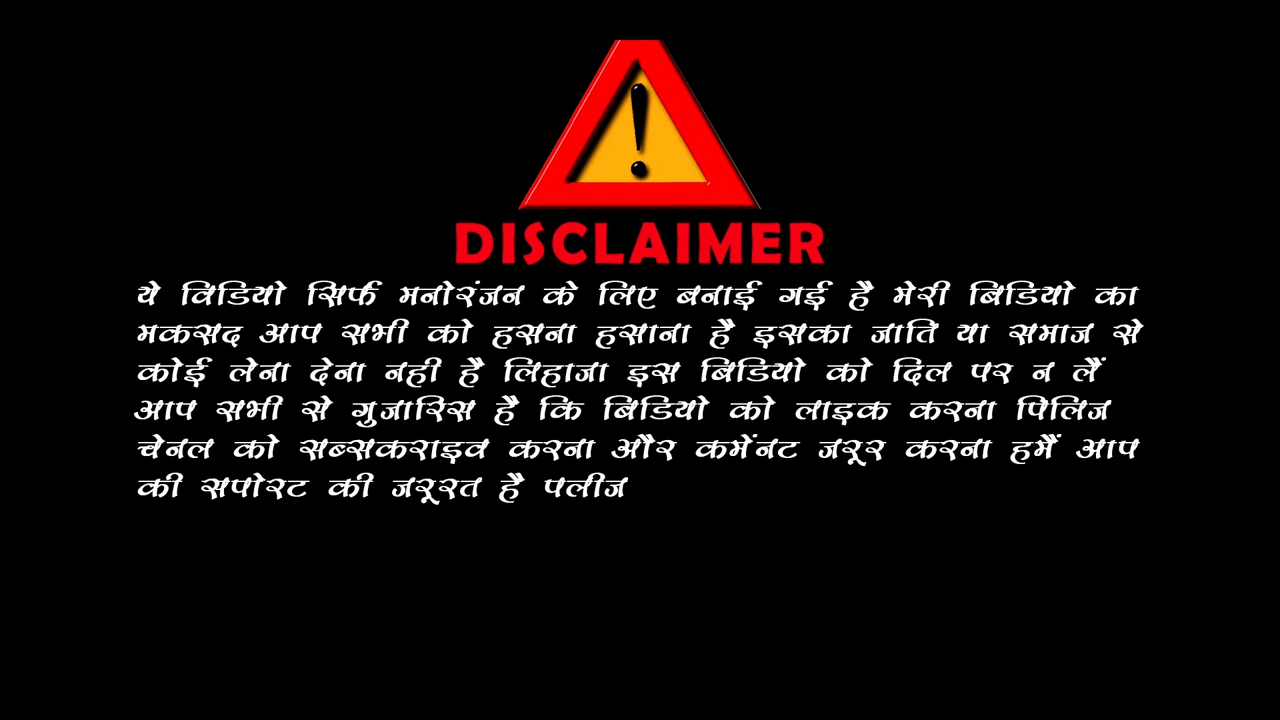 DISCLAIMER
ये विडियो सिर्फ मनोरंजन के लिए बनाई गई है मेरी बिडियो का
मकसद आप सभी को हसना हसाना है इसका जाति या समाज से
कोई लेना देना नही है लिहाजा इस बिडियो को दिल पर न लैं
आप सभी से गुजारिस है कि बिडियो को लाइक करना पिलिज
चेनल को सब्सकराइव करना और कमेंनट जरूर करना हमैं आप
की सपोरट की जरूरत है पलीज